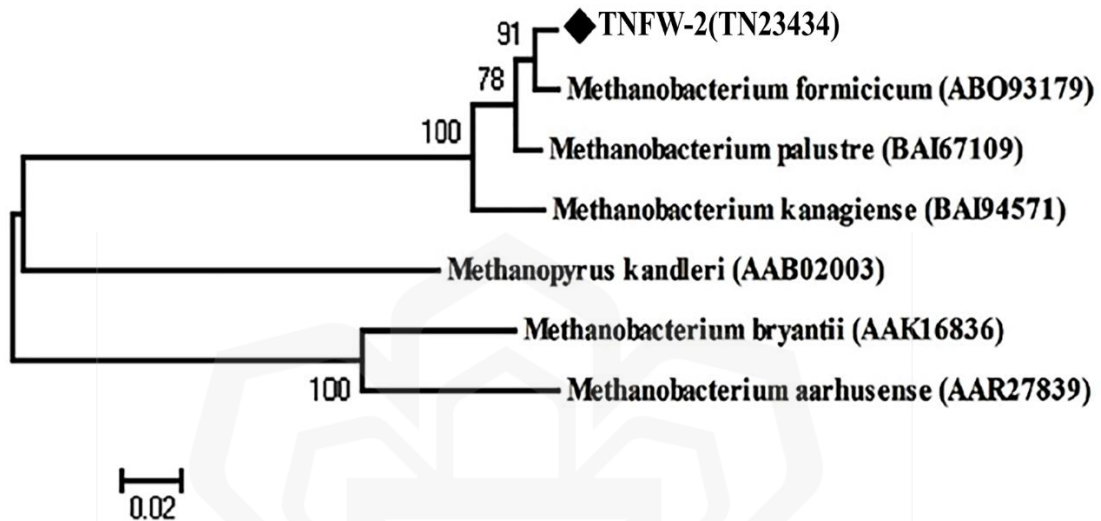 91
TNFW-2(TN23434)
78
Methanobacterium formicicum (ABO93179)
100
Methanobacterium palustre (BAI67109)
Methanobacterium kanagiense (BAI94571)
Methanopyrus kandleri (AAB02003)
Methanobacterium bryantii (AAK16836)
100
Methanobacterium aarhusense (AAR27839)
0.02